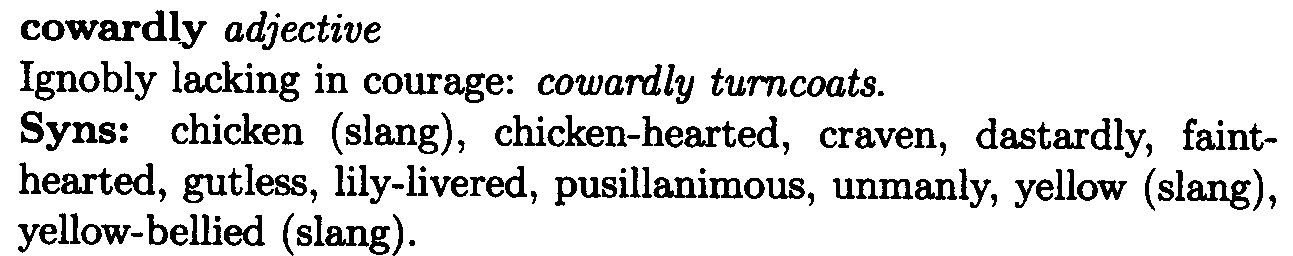 cowardly adjective
Ignobly lacking in courage: cowardly turncoats.
Syns: chicken (slang), chicken-hearted, craven, dastardly, faint-
hearted, gutless, lily-livered, pusillanimous, unmanly, yellow (slang),
yellow-bellied (slang).